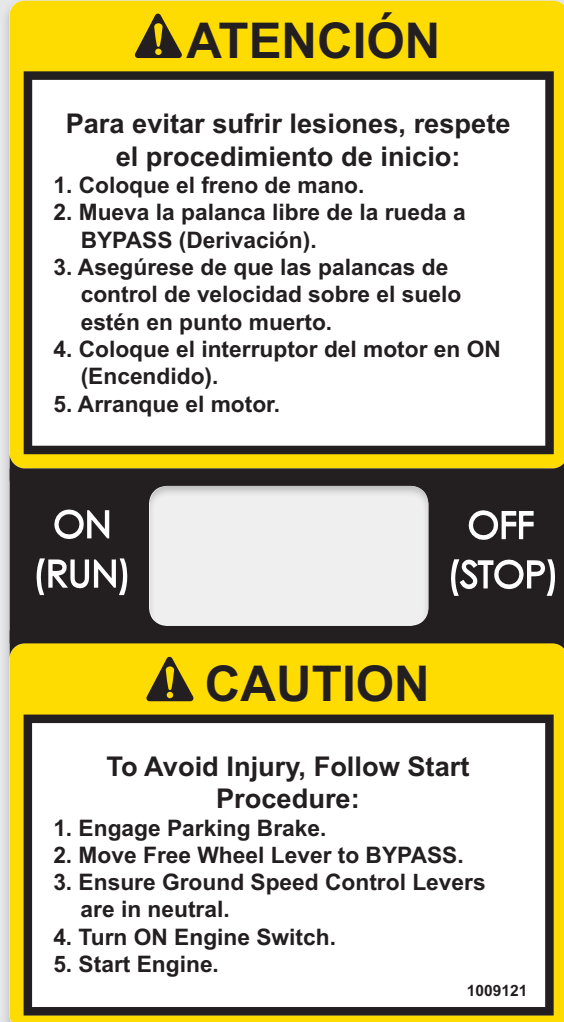 ATENCIÓN
Para evitar sufrir lesiones, respete
el procedimiento de inicio:
1. Coloque el freno de mano.
2. Mueva la palanca libre de la rueda a
BYPASS (Derivación).
3. Asegúrese de que las palancas de
control de velocidad sobre el suelo
estén en punto muerto.
4. Coloque el interruptor del motor en ON
(Encendido).
5. Arranque el motor.
ON
(RUN)
OFF
(STOP)
CAUTION
To Avoid Injury, Follow Start
Procedure:
1. Engage Parking Brake.
2. Move Free Wheel Lever to BYPASS.
3. Ensure Ground Speed Control Levers
are in neutral.
4. Turn ON Engine Switch.
5. Start Engine.
1009121